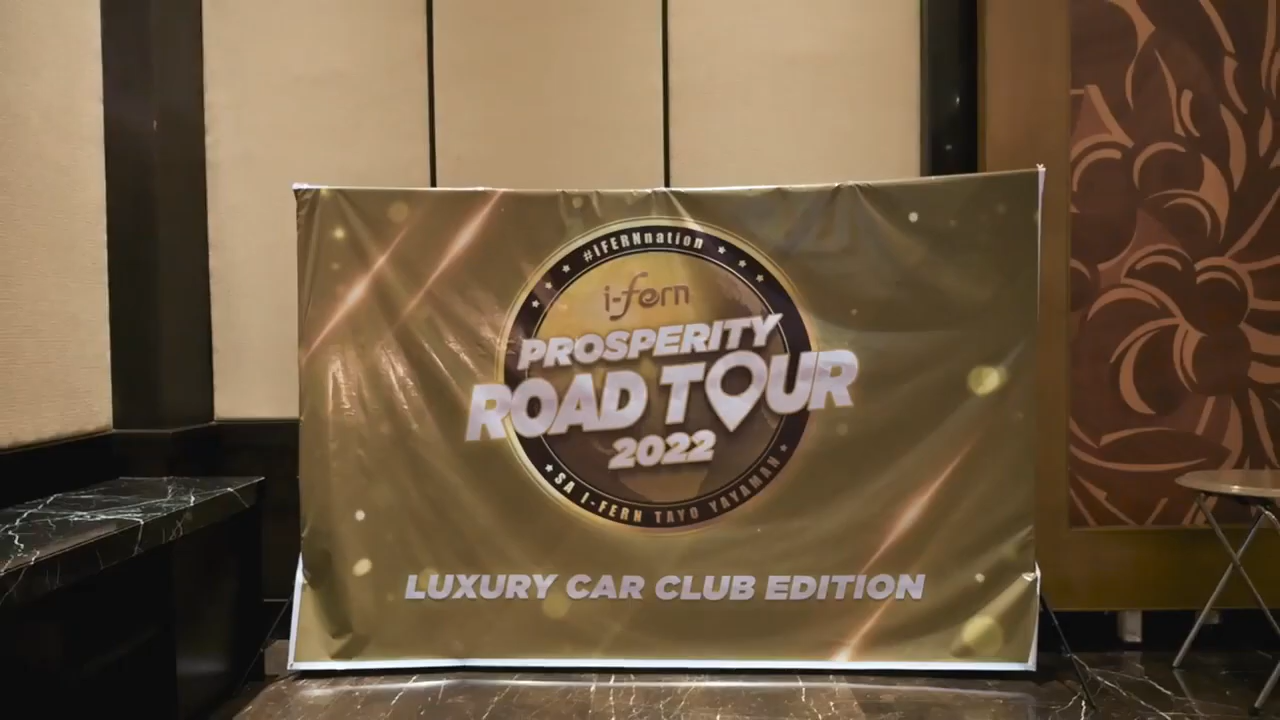 #iFERNnation
i-fern
PROSPERITY
ROAD TOUR
2022
SA I-FERN TAYO YAYAMAN
LUXURY CAR CLUB EDITION